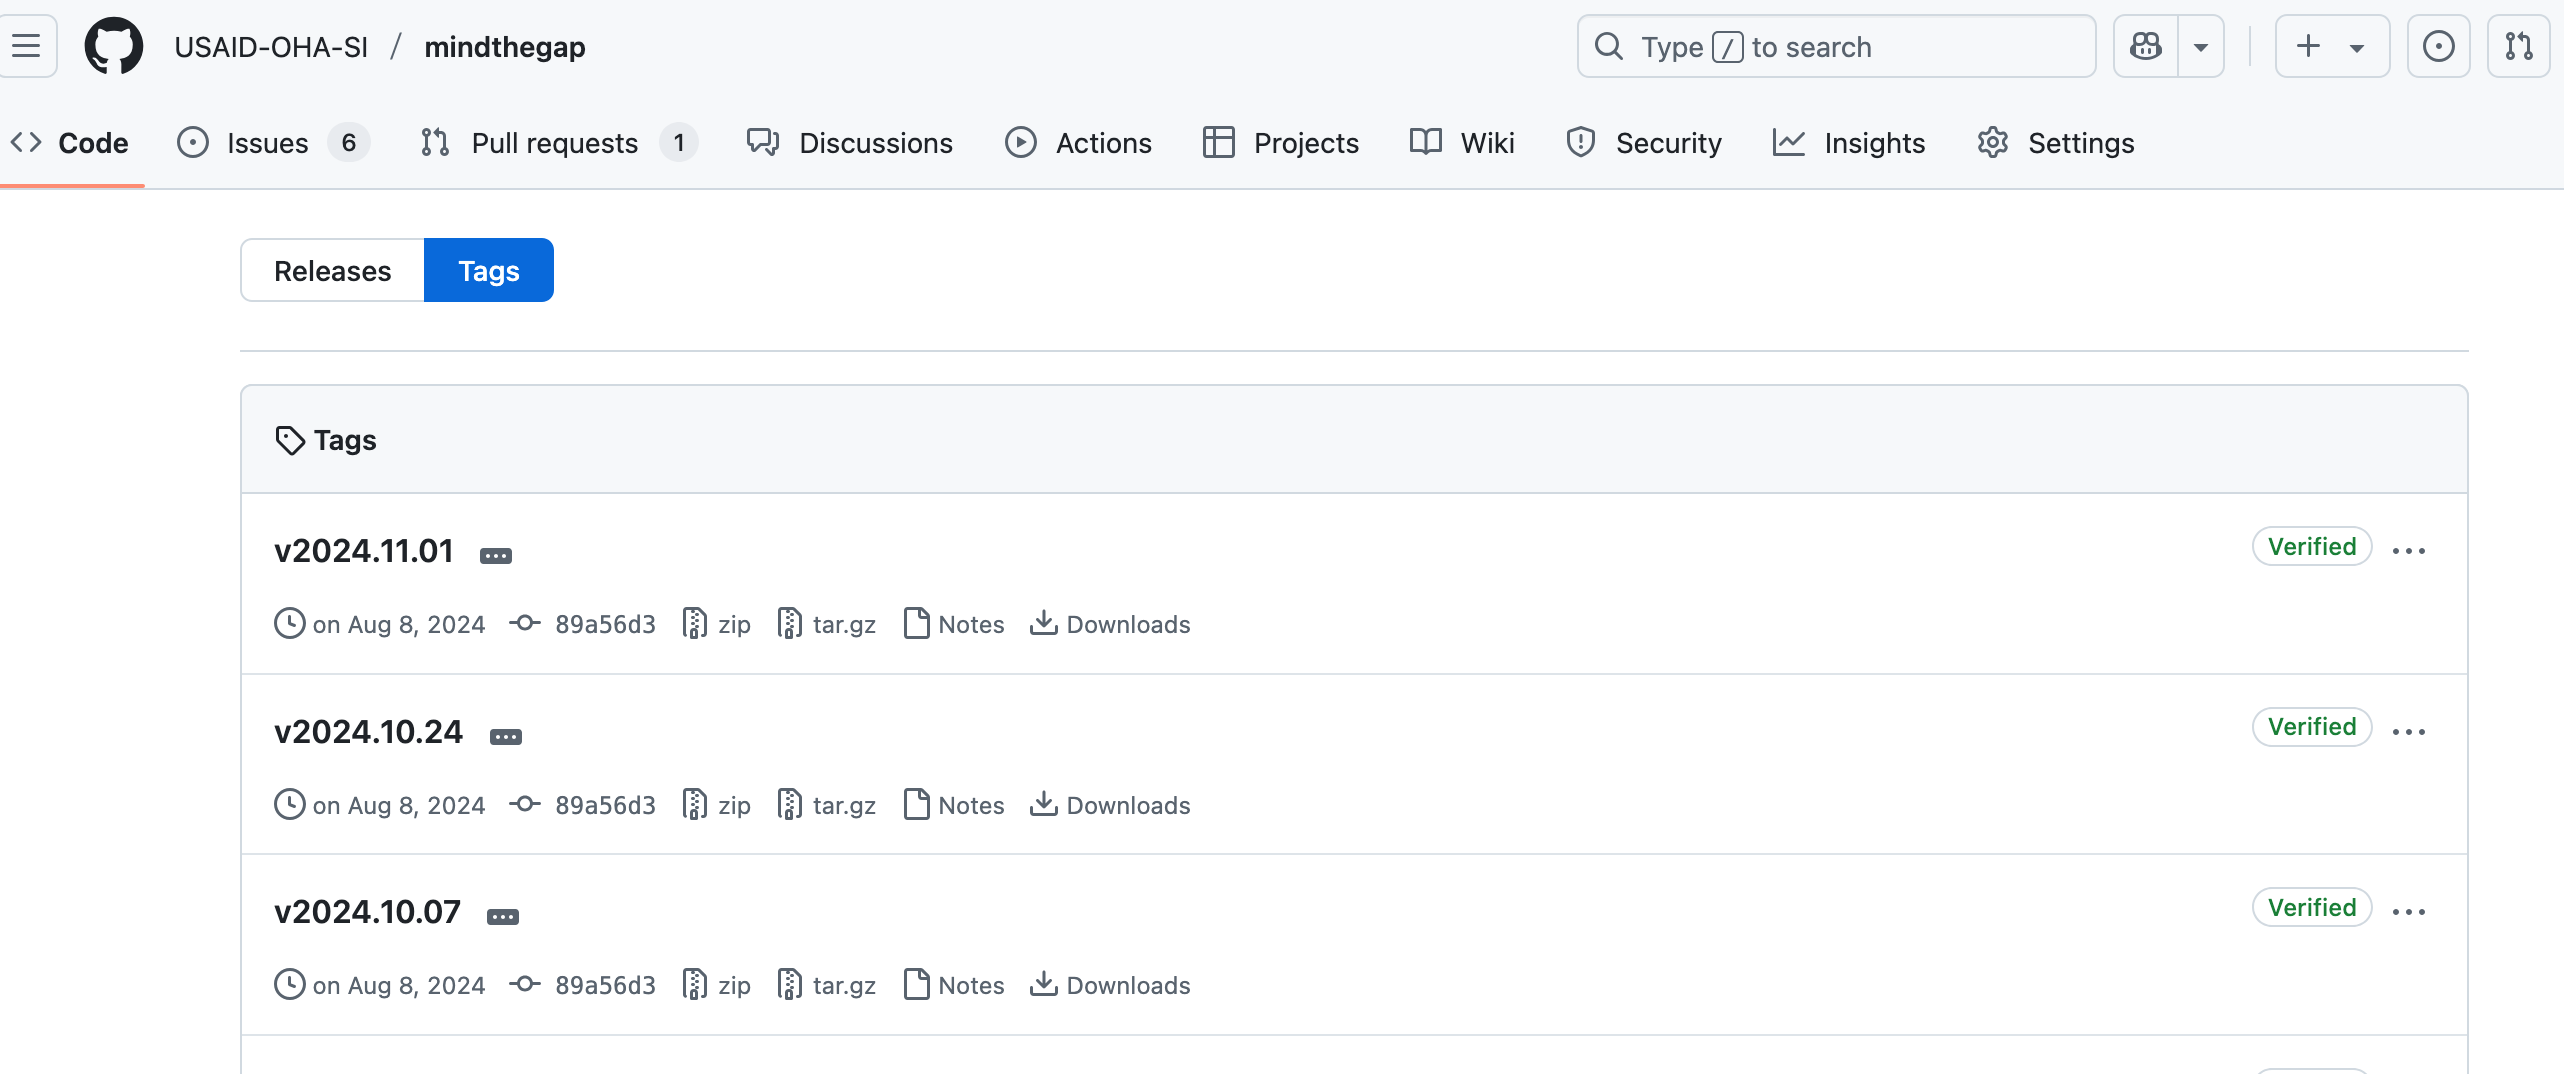 USAID-OHA-SI / mindthegap
Type / to search
Code Issues 6 Pull requests 1 Discussions Actions Projects Wiki Security Insights Settings
Releases Tags
Tags
v2024.11.01 Verified
on Aug 8, 2024 89a56d3 zip tar.gz Notes Downloads
v2024.10.24 Verified
on Aug 8, 2024 89a56d3 zip tar.gz Notes Downloads
v2024.10.07 Verified
on Aug 8, 2024 89a56d3 zip tar.gz Notes Downloads